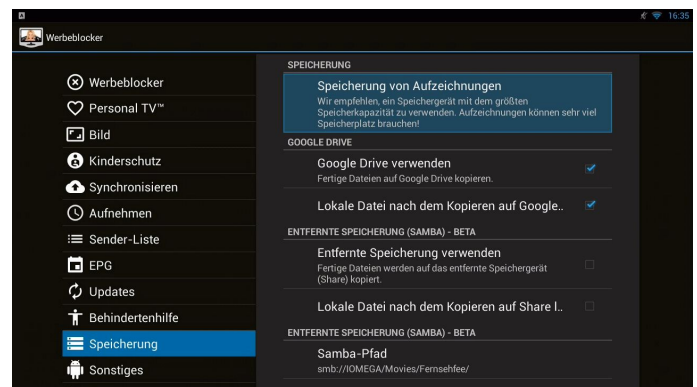 16:35
Werbeblocker
Werbeblocker
Personal TV™
Bild
Kinderschutz
Synchronisieren
Aufnehmen
Sender-Liste
EPG
Updates
Behindertenhilfe
Speicherung
Sonstiges
SPEICHERUNG
Speicherung von Aufzeichnungen
Wir empfehlen, ein Speichergerät mit dem größten
Speicherkapazität zu verwenden. Aufzeichnungen können sehr viel
Speicherplatz brauchen!
GOOGLE DRIVE
Google Drive verwenden
Fertige Dateien auf Google Drive kopieren.
Lokale Datei nach dem Kopieren auf Google..
ENTFERNTE SPEICHERUNG (SAMBA) - BETA
Entfernte Speicherung verwenden
Fertige Dateien werden auf das entfernte Speichergerät
(Share) kopiert.
Lokale Datei nach dem Kopieren auf Share l..
ENTFERNTE SPEICHERUNG (SAMBA) - BETA
Samba-Pfad
smb://IOMEGA/Movies/Fernsehfee/